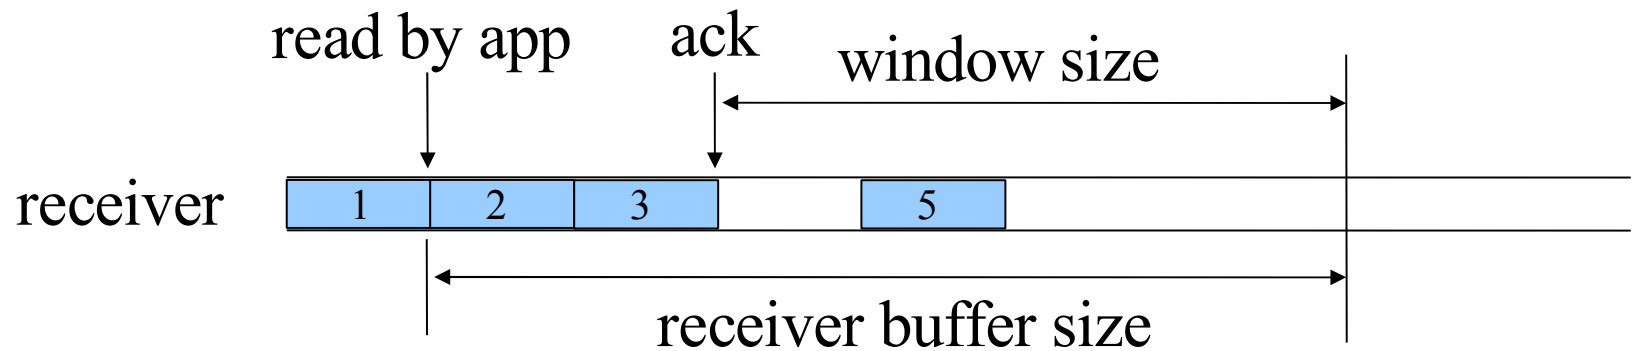 read by app
ack
window size
receiver
1
2
3
5
receiver buffer size